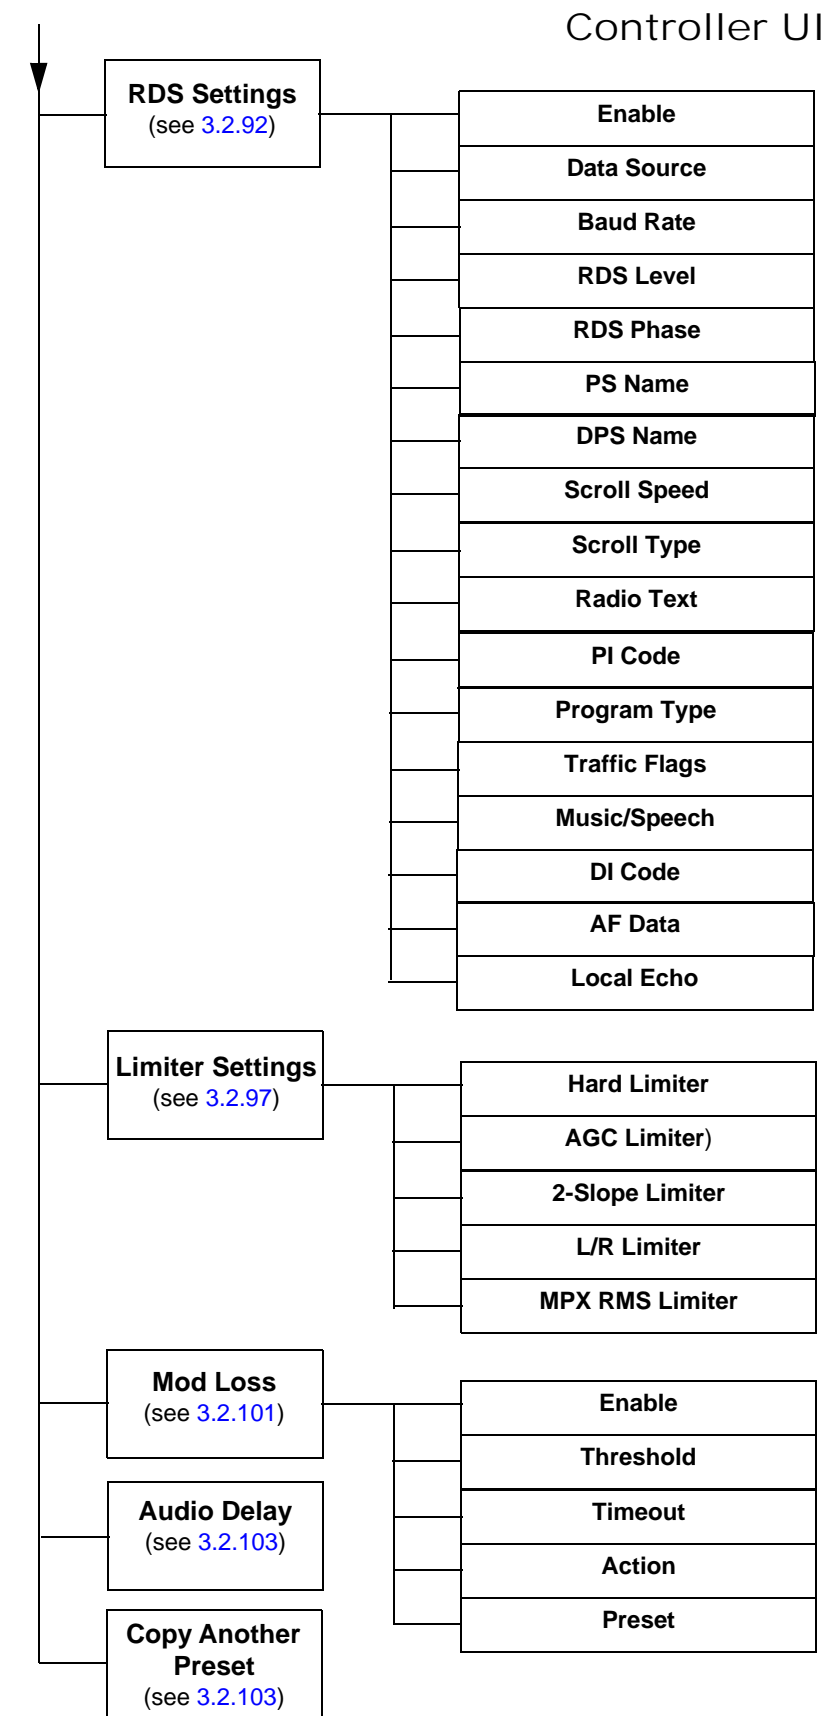 Controller UI
RDS Settings
(see 3.2.92)
Enable
Data Source
Baud Rate
RDS Level
RDS Phase
PS Name
DPS Name
Scroll Speed
Scroll Type
Radio Text
PI Code
Program Type
Traffic Flags
Music/Speech
DI Code
AF Data
Local Echo
Limiter Settings
(see 3.2.97)
Hard Limiter
AGC Limiter)
2-Slope Limiter
L/R Limiter
MPX RMS Limiter
Mod Loss
(see 3.2.101)
Enable
Threshold
Timeout
Action
Preset
Audio Delay
(see 3.2.103)
Copy Another
Preset
(see 3.2.103)